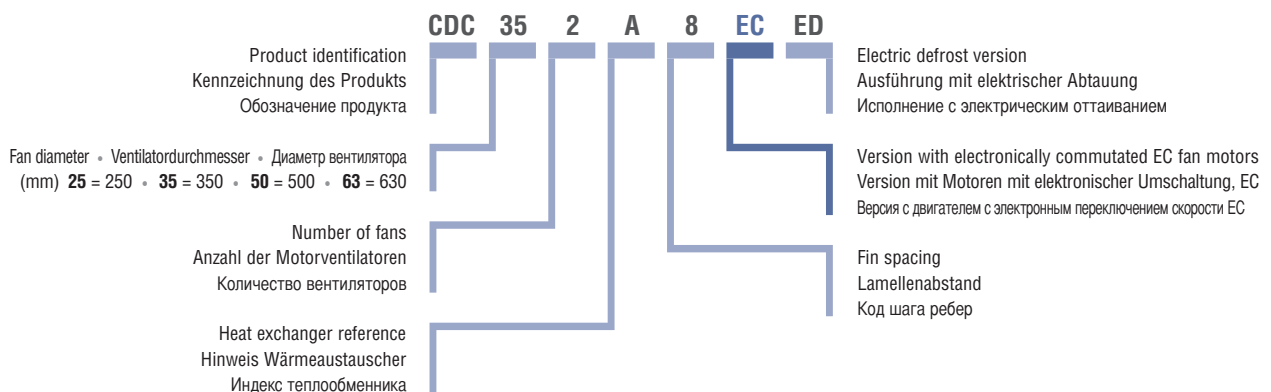 CDC 35 2 A 8 EC ED
Product identification
Kennzeichnung des Produkts
Обозначение продукта
Fan diameter • Ventilatordurchmesser • Диаметр вентилятора
(mm) 25 = 250 • 35 = 350 • 50 = 500 • 63 = 630
Number of fans
Anzahl der Motorventilatoren
Количество вентиляторов
Heat exchanger reference
Hinweis Wärmeaustauscher
Индекс теплообменника
Electric defrost version
Ausführung mit elektrischer Abtauung
Исполнение с электрическим оттаиванием
Version with electronically commutated EC fan motors
Version mit Motoren mit elektronischer Umschaltung, EC
Версия с двигателем с электронным переключением скорости EC
Fin spacing
Lamellenabstand
Код шага ребер